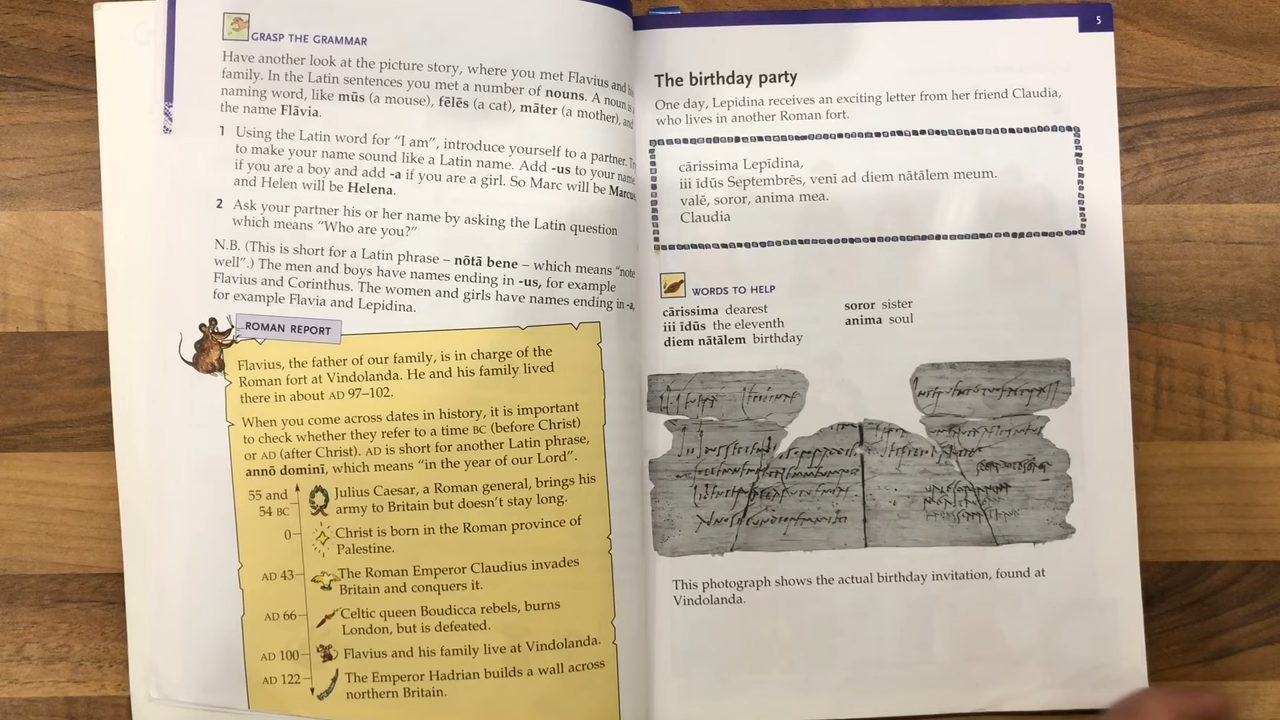 GRASP THE GRAMMAR
Have another look at the picture story, where you met Flavius and his
family. In the Latin sentences you met a number of nouns. A noun is a
naming word, like mūs (a mouse), fēlēs (a cat), māter (a mother), and
the name Flāvia.
1 Using the Latin word for “I am”, introduce yourself to a partner. Try
to make your name sound like a Latin name. Add -us to your name
if you are a boy and add -a if you are a girl. So Marc will be Marcus
and Helen will be Helena.
2 Ask your partner his or her name by asking the Latin question
which means “Who are you?”
N.B. (This is short for a Latin phrase – nōtā bene – which means “note
well”.) The men and boys have names ending in -us, for example
Flavius and Corinthus. The women and girls have names ending in -a,
for example Flavia and Lepidina.
ROMAN REPORT
Flavius, the father of our family, is in charge of the
Roman fort at Vindolanda. He and his family lived
there in about AD 97–102.
When you come across dates in history, it is important
to check whether they refer to a time BC (before Christ)
or AD (after Christ). AD is short for another Latin phrase,
annō dominī, which means “in the year of our Lord”.
55 and
54 BC
Julius Caesar, a Roman general, brings his
army to Britain but doesn’t stay long.
0
Christ is born in the Roman province of
Palestine.
AD 43
The Roman Emperor Claudius invades
Britain and conquers it.
AD 66
Celtic queen Boudicca rebels, burns
London, but is defeated.
AD 100
Flavius and his family live at Vindolanda.
AD 122
The Emperor Hadrian builds a wall across
northern Britain.
5
The birthday party
One day, Lepidina receives an exciting letter from her friend Claudia,
who lives in another Roman fort.
cārissima Lepīdina,
iii īdūs Septembrēs, venī ad diem nātālem meum.
valē, soror, anima mea.
Claudia
WORDS TO HELP
cārissima dearest
iii īdūs the eleventh
diem nātālem birthday
soror sister
anima soul
This photograph shows the actual birthday invitation, found at
Vindolanda.